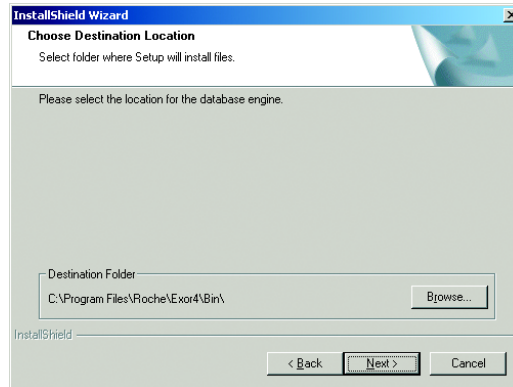 InstallShield Wizard
Choose Destination Location
Select folder where Setup will install files.
Please select the location for the database engine.
Destination Folder
C:\Program Files\Roche\Exor4\Bin\
Browse...
InstallShield
< Back
Next >
Cancel